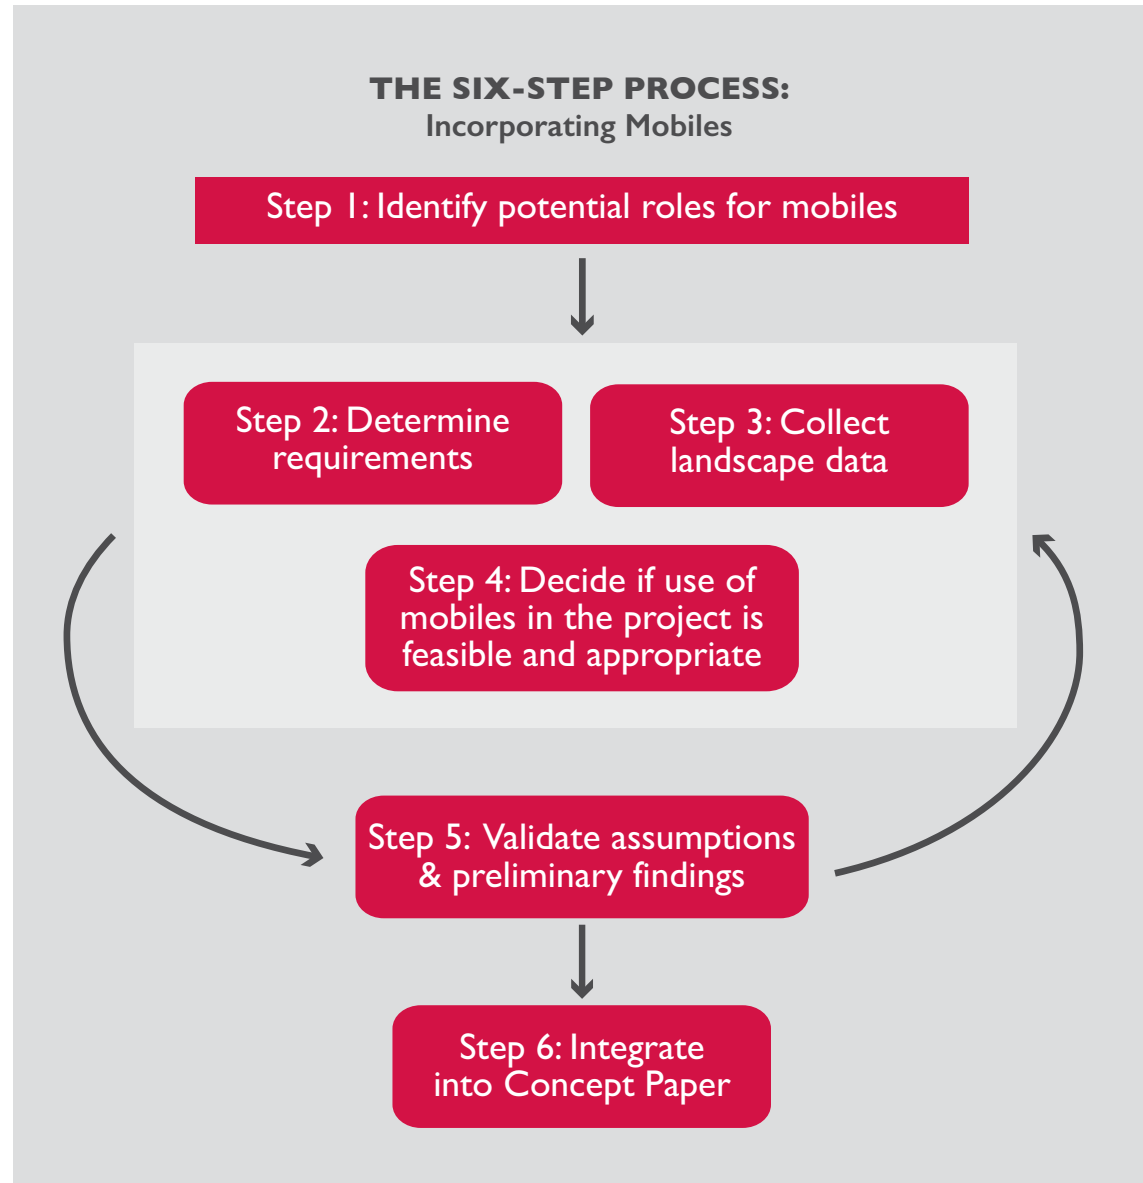 THE SIX-STEP PROCESS:
Incorporating Mobiles
Step 1: Identify potential roles for mobiles
Step 2: Determine
requirements
Step 3: Collect
landscape data
Step 4: Decide if use of
mobiles in the project is
feasible and appropriate
Step 5: Validate assumptions
& preliminary findings
Step 6: Integrate
into Concept Paper